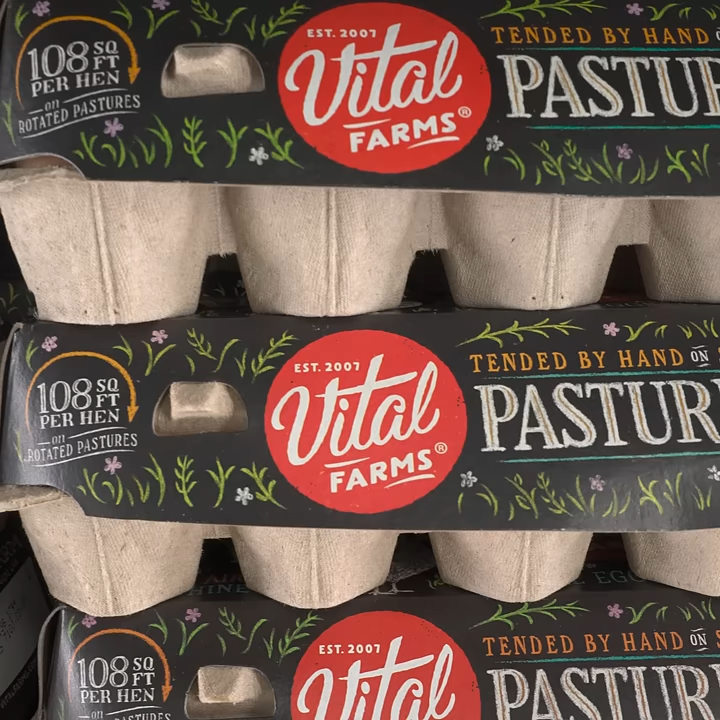 108 SQ FT
PER HEN
on
ROTATED PASTURES
EST. 2007
Vital
FARMS®
TENDED BY HAND
PASTUR
108 SQ FT
PER HEN
on
ROTATED PASTURES
EST. 2007
Vital
FARMS®
TENDED BY HAND ON
PASTUR
108 SQ FT
PER HEN
on
PASTURES
EST. 2007
Vital
TENDED BY HAND ON
PASTUR